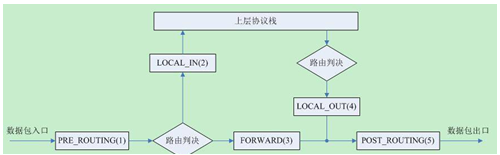 上层协议栈
LOCAL_IN(2)
路由判决
LOCAL_OUT(4)
数据包入口
数据包出口
PRE_ROUTING(1)
路由判决
FORWARD(3)
POST_ROUTING(5)